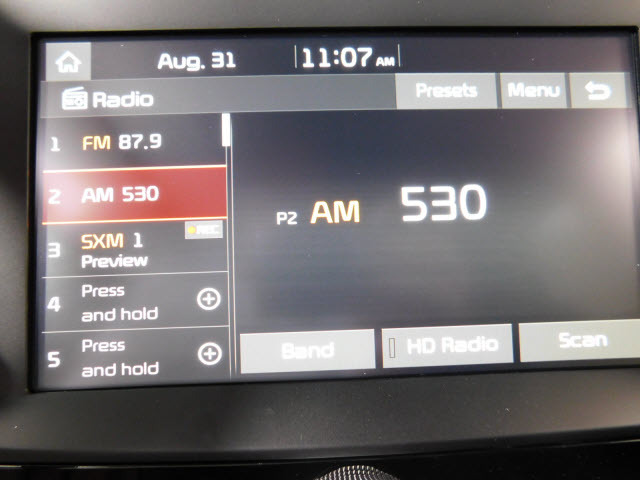 Aug. 31 11:07 AM
Radio
Presets Menu
1 FM 87.9
2 AM 530
3 SXM 1 REC
Preview
4 Press
and hold
5 Press
and hold
P2 AM 530
Band HD Radio Scan